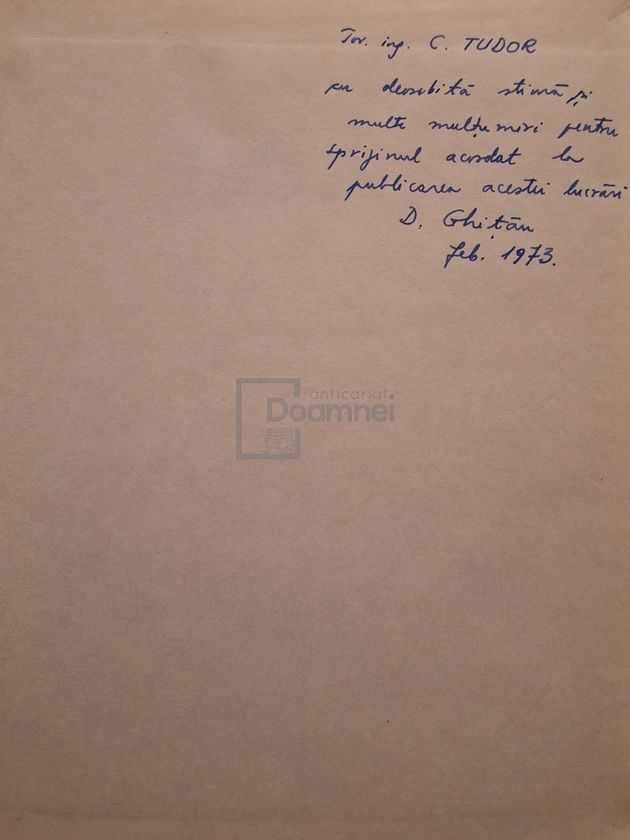 Tov. ing. C. TUDOR
cu deosebită stimă și
multe mulțumiri pentru
sprijinul acordat la
publicarea acestei lucrări
D. Ghițău
feb. 1973.
anticariat
Doamnei